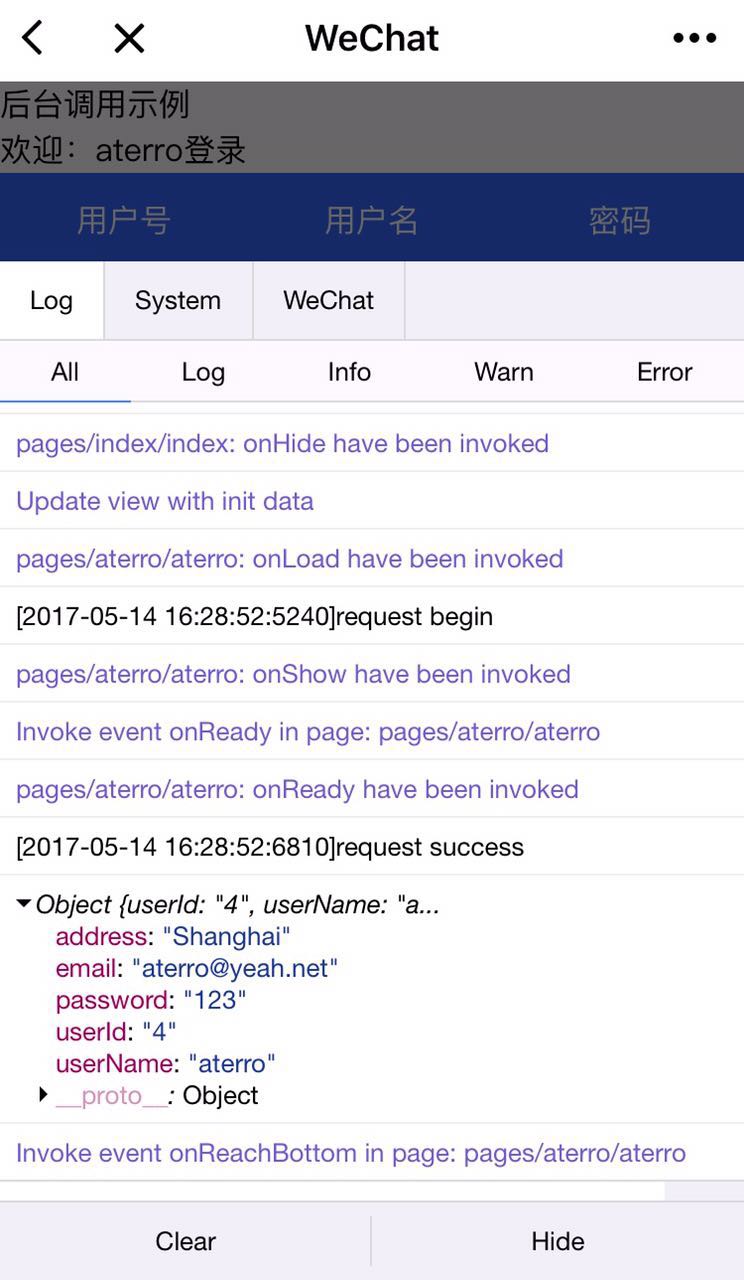 WeChat
后台调用示例
欢迎：aterro登录
用户号 用户名 密码
Log System WeChat
All Log Info Warn Error
pages/index/index: onHide have been invoked
Update view with init data
pages/aterro/aterro: onLoad have been invoked
[2017-05-14 16:28:52:5240]request begin
pages/aterro/aterro: onShow have been invoked
Invoke event onReady in page: pages/aterro/aterro
pages/aterro/aterro: onReady have been invoked
[2017-05-14 16:28:52:6810]request success
Object {userId: "4", userName: "a...
address: "Shanghai"
email: "aterro@yeah.net"
password: "123"
userId: "4"
userName: "aterro"
__proto__: Object
Invoke event onReachBottom in page: pages/aterro/aterro
Clear Hide